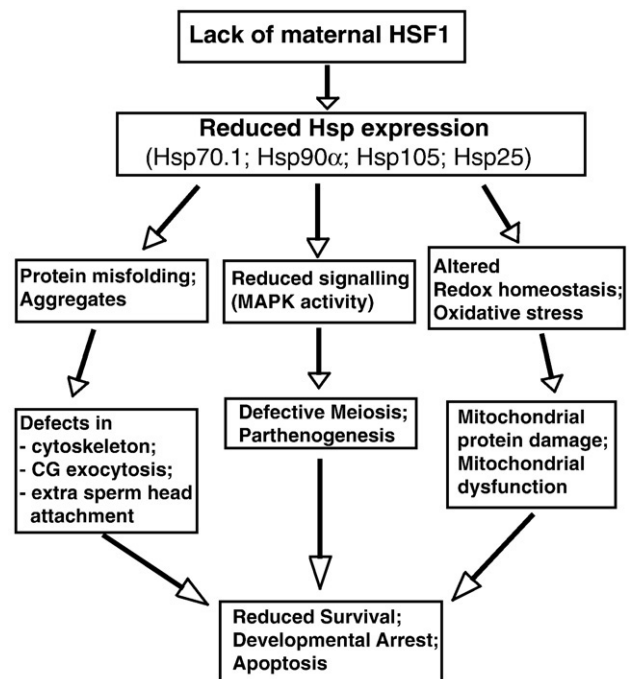 Lack of maternal HSF1
Reduced Hsp expression
(Hsp70.1; Hsp90α; Hsp105; Hsp25)
Protein misfolding;
Aggregates
Reduced signalling
(MAPK activity)
Altered
Redox homeostasis;
Oxidative stress
Defects in
- cytoskeleton;
- CG exocytosis;
- extra sperm head
attachment
Defective Meiosis;
Parthenogenesis
Mitochondrial
protein damage;
Mitochondrial
dysfunction
Reduced Survival;
Developmental Arrest;
Apoptosis